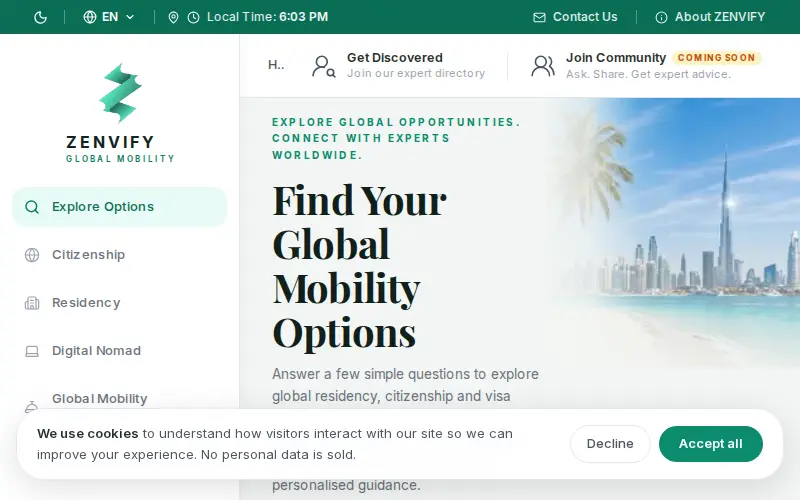 EN
Local Time: 6:03 PM
Contact Us
About ZENVIFY
ZENVIFY
GLOBAL MOBILITY
H..
Get Discovered
Join our expert directory
Join Community COMING SOON
Ask. Share. Get expert advice.
Explore Options
Citizenship
Residency
Digital Nomad
Global Mobility
EXPLORE GLOBAL OPPORTUNITIES.
CONNECT WITH EXPERTS
WORLDWIDE.
Find Your
Global
Mobility
Options
Answer a few simple questions to explore
global residency, citizenship and visa
We use cookies to understand how visitors interact with our site so we can
improve your experience. No personal data is sold.
Decline
Accept all
personalised guidance.